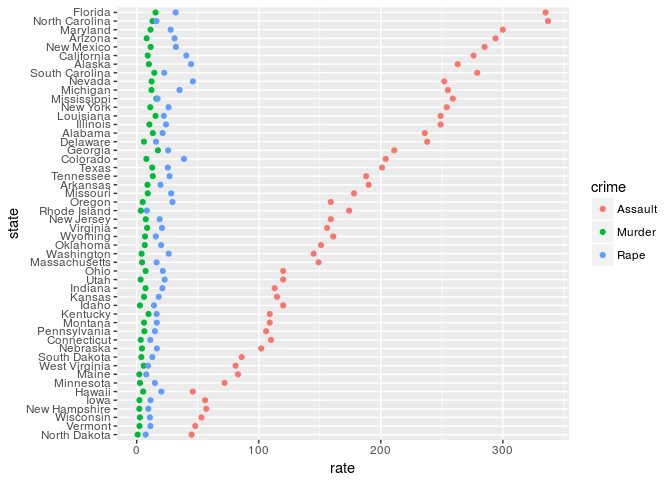 Florida
North Carolina
Maryland
Arizona
New Mexico
California
Alaska
South Carolina
Nevada
Michigan
Mississippi
New York
Louisiana
Illinois
Alabama
Delaware
Georgia
Colorado
Texas
Tennessee
Arkansas
Missouri
Oregon
Rhode Island
New Jersey
Virginia
Wyoming
Oklahoma
Washington
Massachusetts
Ohio
Utah
Indiana
Kansas
Idaho
Kentucky
Montana
Pennsylvania
Connecticut
Nebraska
South Dakota
West Virginia
Maine
Minnesota
Hawaii
Iowa
New Hampshire
Wisconsin
Vermont
North Dakota
state
0 100 200 300
rate
crime
Assault
Murder
Rape